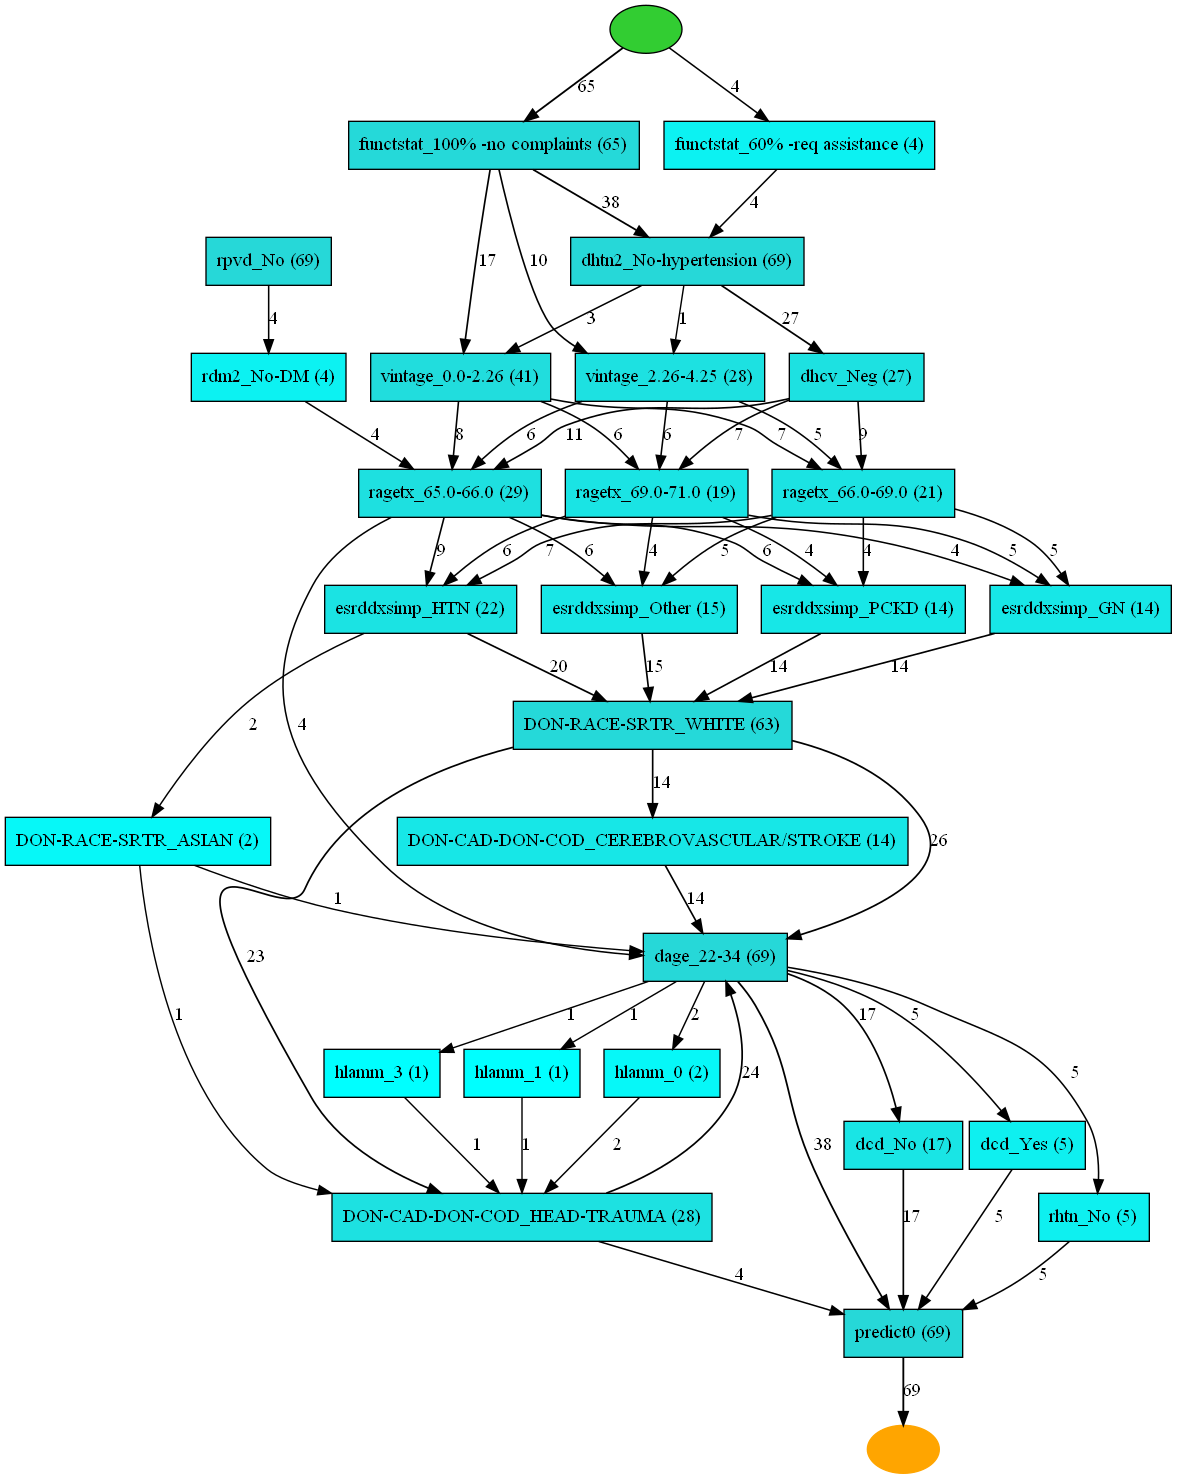 65
4
functstat_100% -no complaints (65)
functstat_60% -req assistance (4)
38
4
rpvd_No (69)
dhtn2_No-hypertension (69)
4
17
10
3
1
27
rdm2_No-DM (4)
vintage_0.0-2.26 (41)
vintage_2.26-4.25 (28)
dhcv_Neg (27)
4
8
6
11
6
6
7
7
5
9
ragetx_65.0-66.0 (29)
ragetx_69.0-71.0 (19)
ragetx_66.0-69.0 (21)
9
6
7
6
4
5
6
4
4
4
5
5
esrddxsimp_HTN (22)
esrddxsimp_Other (15)
esrddxsimp_PCKD (14)
esrddxsimp_GN (14)
20
15
14
14
2
4
DON-RACE-SRTR_WHITE (63)
14
26
DON-RACE-SRTR_ASIAN (2)
DON-CAD-DON-COD_CEREBROVASCULAR/STROKE (14)
1
14
23
dage_22-34 (69)
1
1
1
2
17
5
5
24
hlamm_3 (1)
hlamm_1 (1)
hlamm_0 (2)
1
1
2
38
dcd_No (17)
dcd_Yes (5)
DON-CAD-DON-COD_HEAD-TRAUMA (28)
rhtn_No (5)
17
5
4
5
predict0 (69)
69